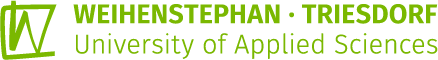 WEIHENSTEPHAN · TRIESDORF
University of Applied Sciences